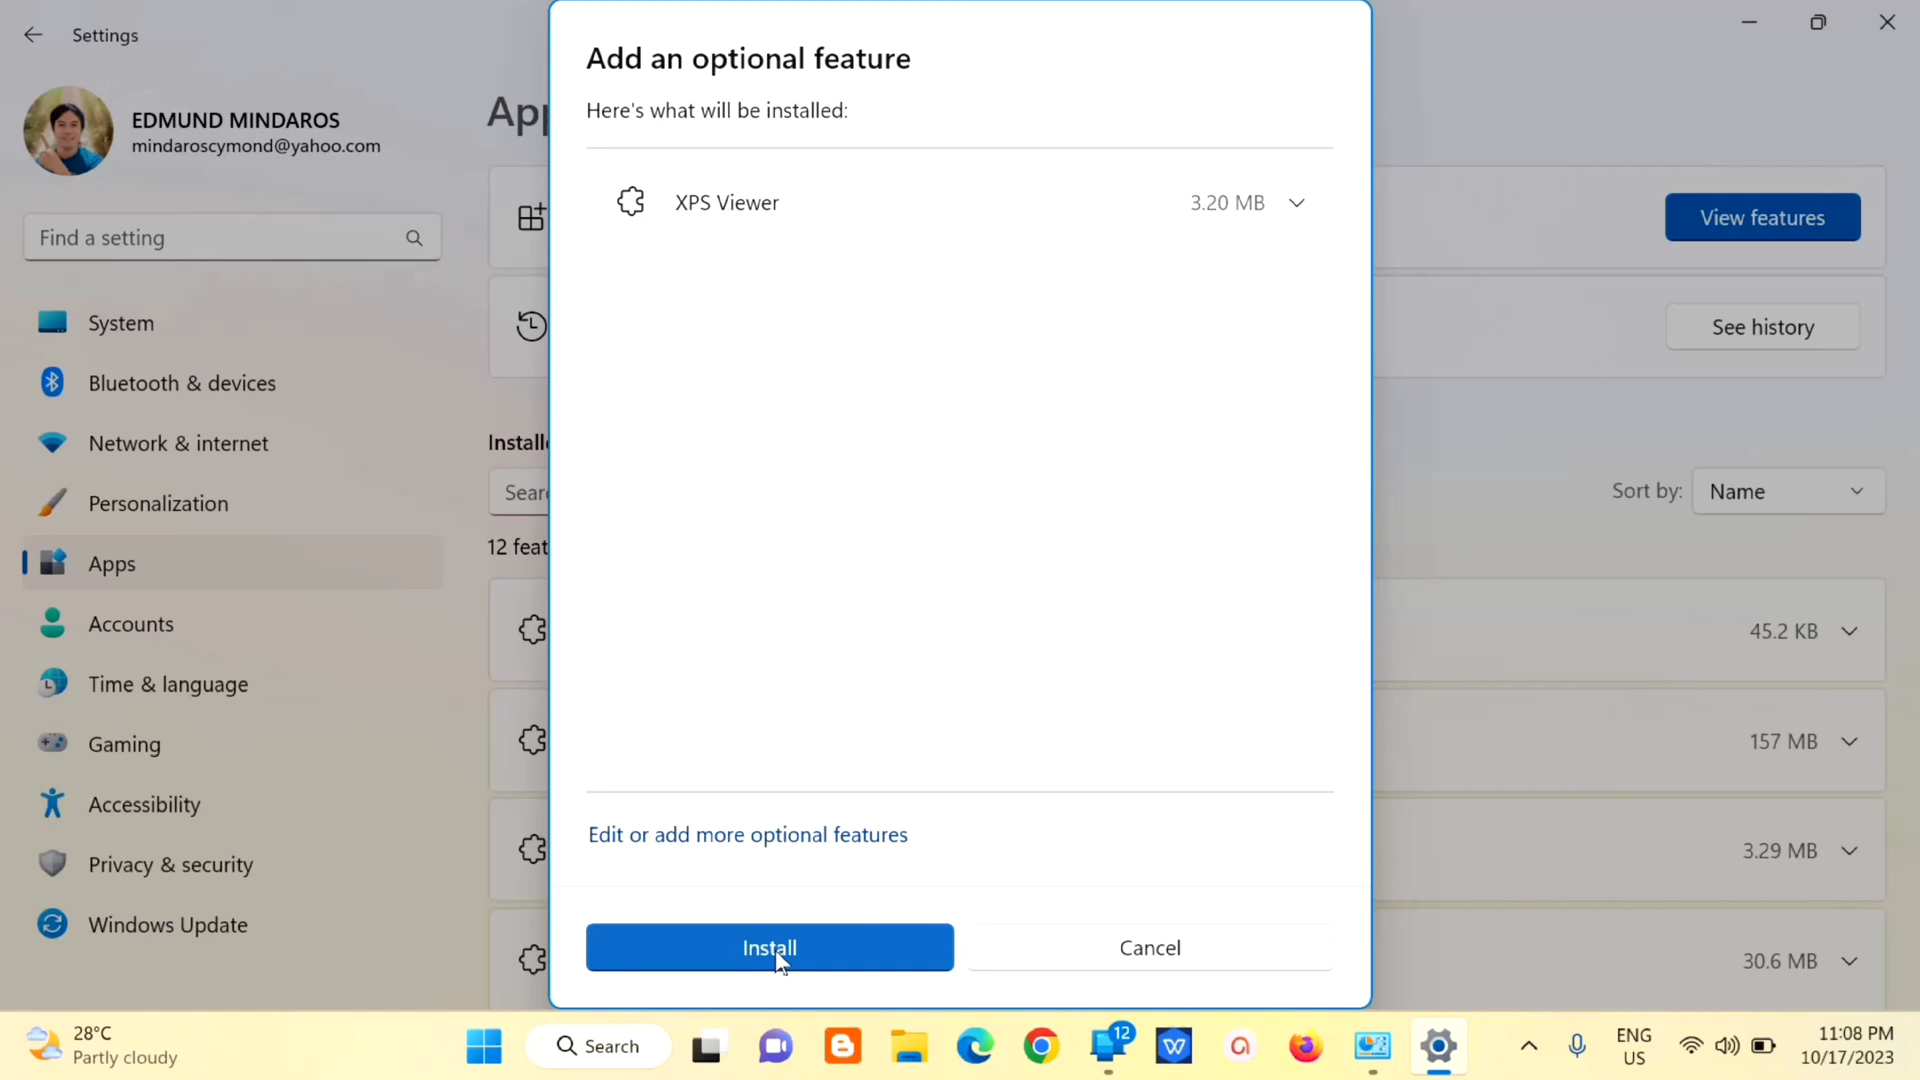 Settings
EDMUND MINDAROS
mindaroscymond@yahoo.com
Find a setting
System
Bluetooth & devices
Network & internet
Personalization
Apps
Accounts
Time & language
Gaming
Accessibility
Privacy & security
Windows Update
App
View features
See history
Installe
Sear
Sort by: Name
12 feat
45.2 KB
157 MB
3.29 MB
30.6 MB
Add an optional feature
Here's what will be installed:
XPS Viewer 3.20 MB
Edit or add more optional features
Install Cancel
28°C
Partly cloudy
Search
12
ENG
US
11:08 PM
10/17/2023